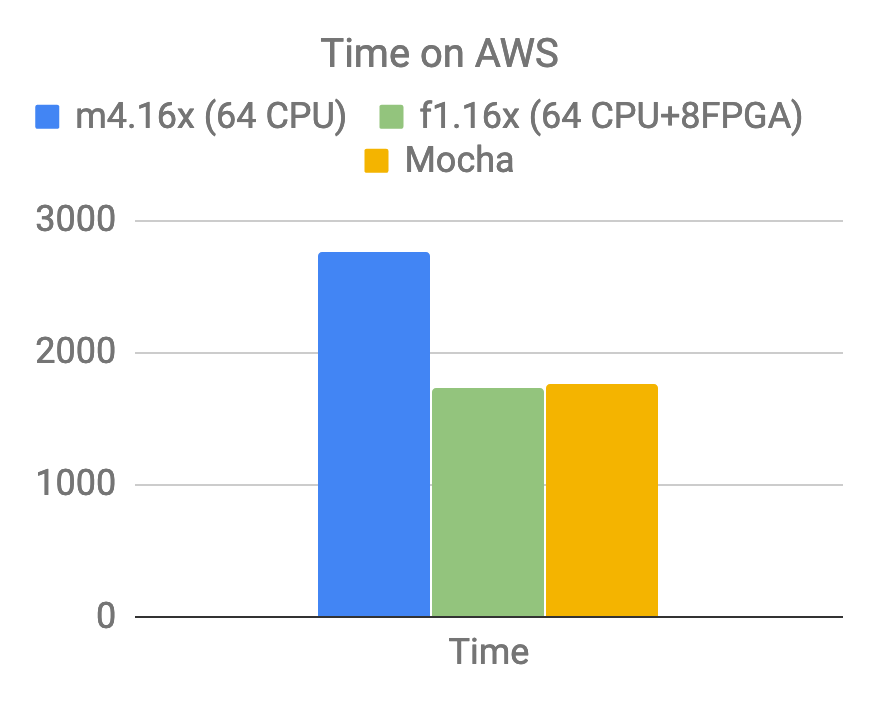 Time on AWS
m4.16x (64 CPU) f1.16x (64 CPU+8FPGA)
Mocha
3000
2000
1000
0
Time